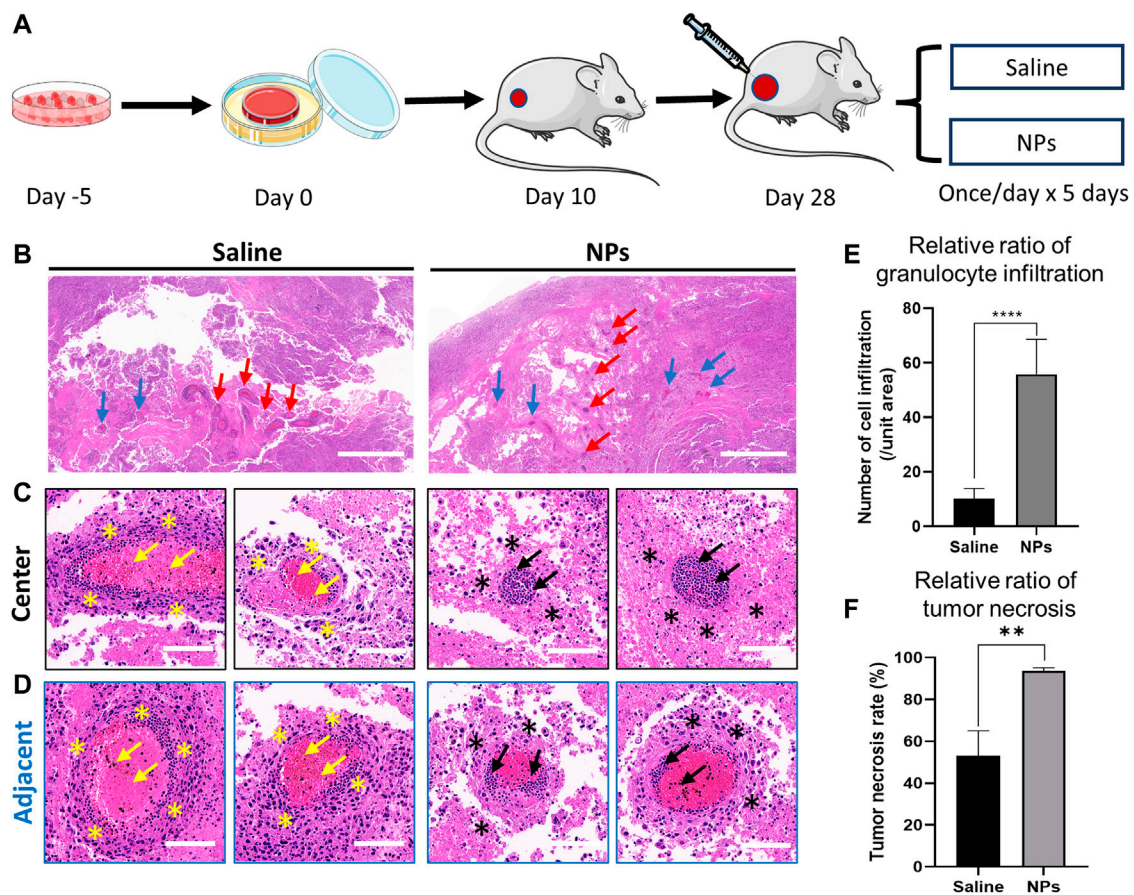 A
Day -5
Day 0
Day 10
Day 28
Saline
NPs
Once/day x 5 days
B
Saline
NPs
C
Center
D
Adjacent
E
Relative ratio of
granulocyte infiltration
Number of cell infiltration
(/unit area)
80
60
40
20
0
****
Saline
NPs
F
Relative ratio of
tumor necrosis
Tumor necrosis rate (%)
100
80
60
40
20
0
**
Saline
NPs